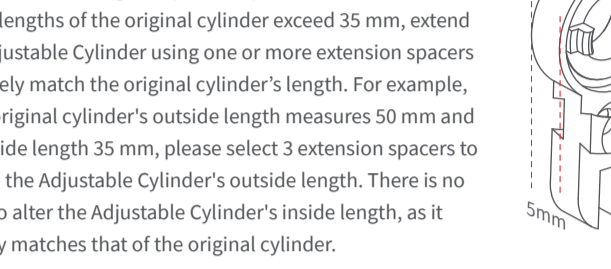 lengths of the original cylinder exceed 35 mm, extend
justable Cylinder using one or more extension spacers
ely match the original cylinder’s length. For example,
riginal cylinder's outside length measures 50 mm and
ide length 35 mm, please select 3 extension spacers to
the Adjustable Cylinder's outside length. There is no
o alter the Adjustable Cylinder's inside length, as it
y matches that of the original cylinder.
5mm